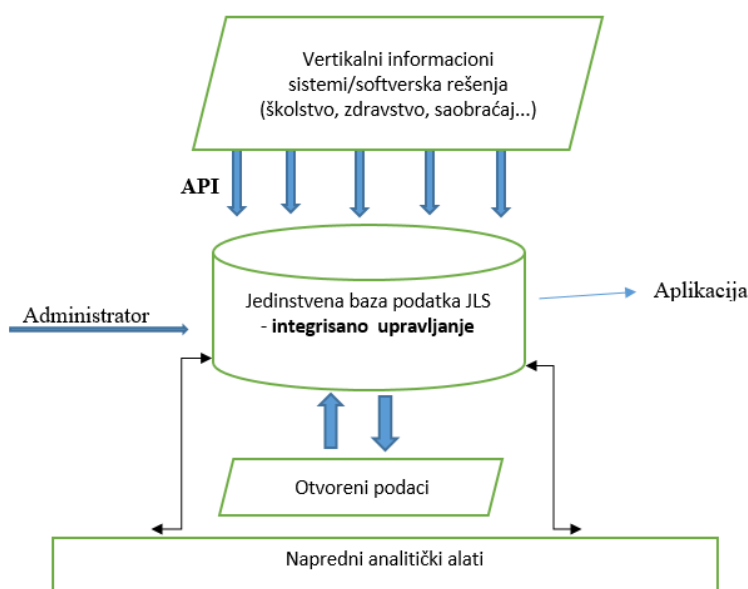 Vertikalni informacioni
sistemi/softverska rešenja
(školstvo, zdravstvo, saobraćaj...)
API
Jedinstvena baza podatka JLS
- integrisano upravljanje
Aplikacija
Administrator
Otvoreni podaci
Napredni analitički alati